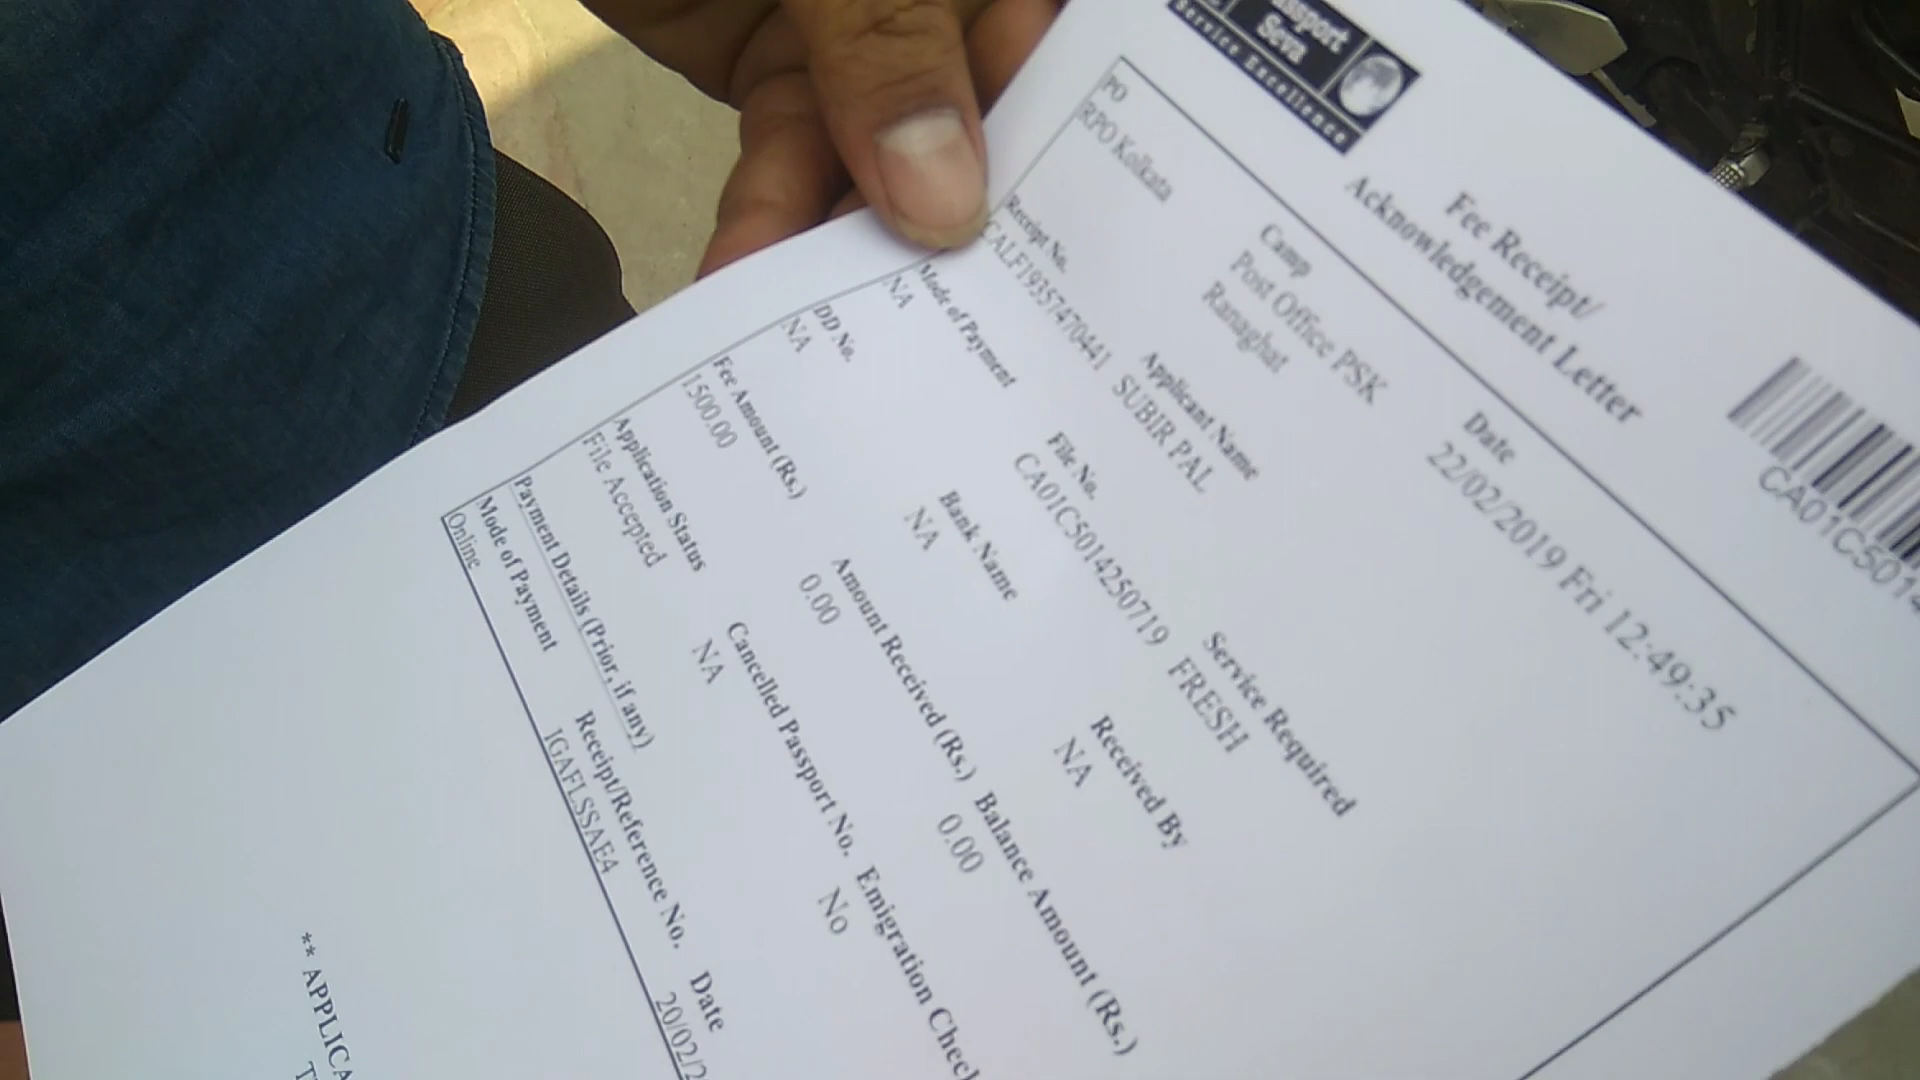 Seva
Service Excellence
Fee Receipt/
Acknowledgement Letter
PO
RPO Kolkata
Camp
Post Office PSK
Ranaghat
Date
22/02/2019 Fri 12:49:35
Receipt No.
CALF19357470441
Applicant Name
SUBIR PAL
File No.
CA01C5014250719
Service Required
FRESH
Mode of Payment
NA
DD No.
NA
Bank Name
NA
Received By
NA
Fee Amount (Rs.)
1500.00
Amount Received (Rs.)
0.00
Balance Amount (Rs.)
0.00
Application Status
File Accepted
Cancelled Passport No.
NA
Emigration Check
No
Payment Details (Prior, if any)
Mode of Payment
Online
Receipt/Reference No.
IGAFLSSAE4
Date
20/02/2